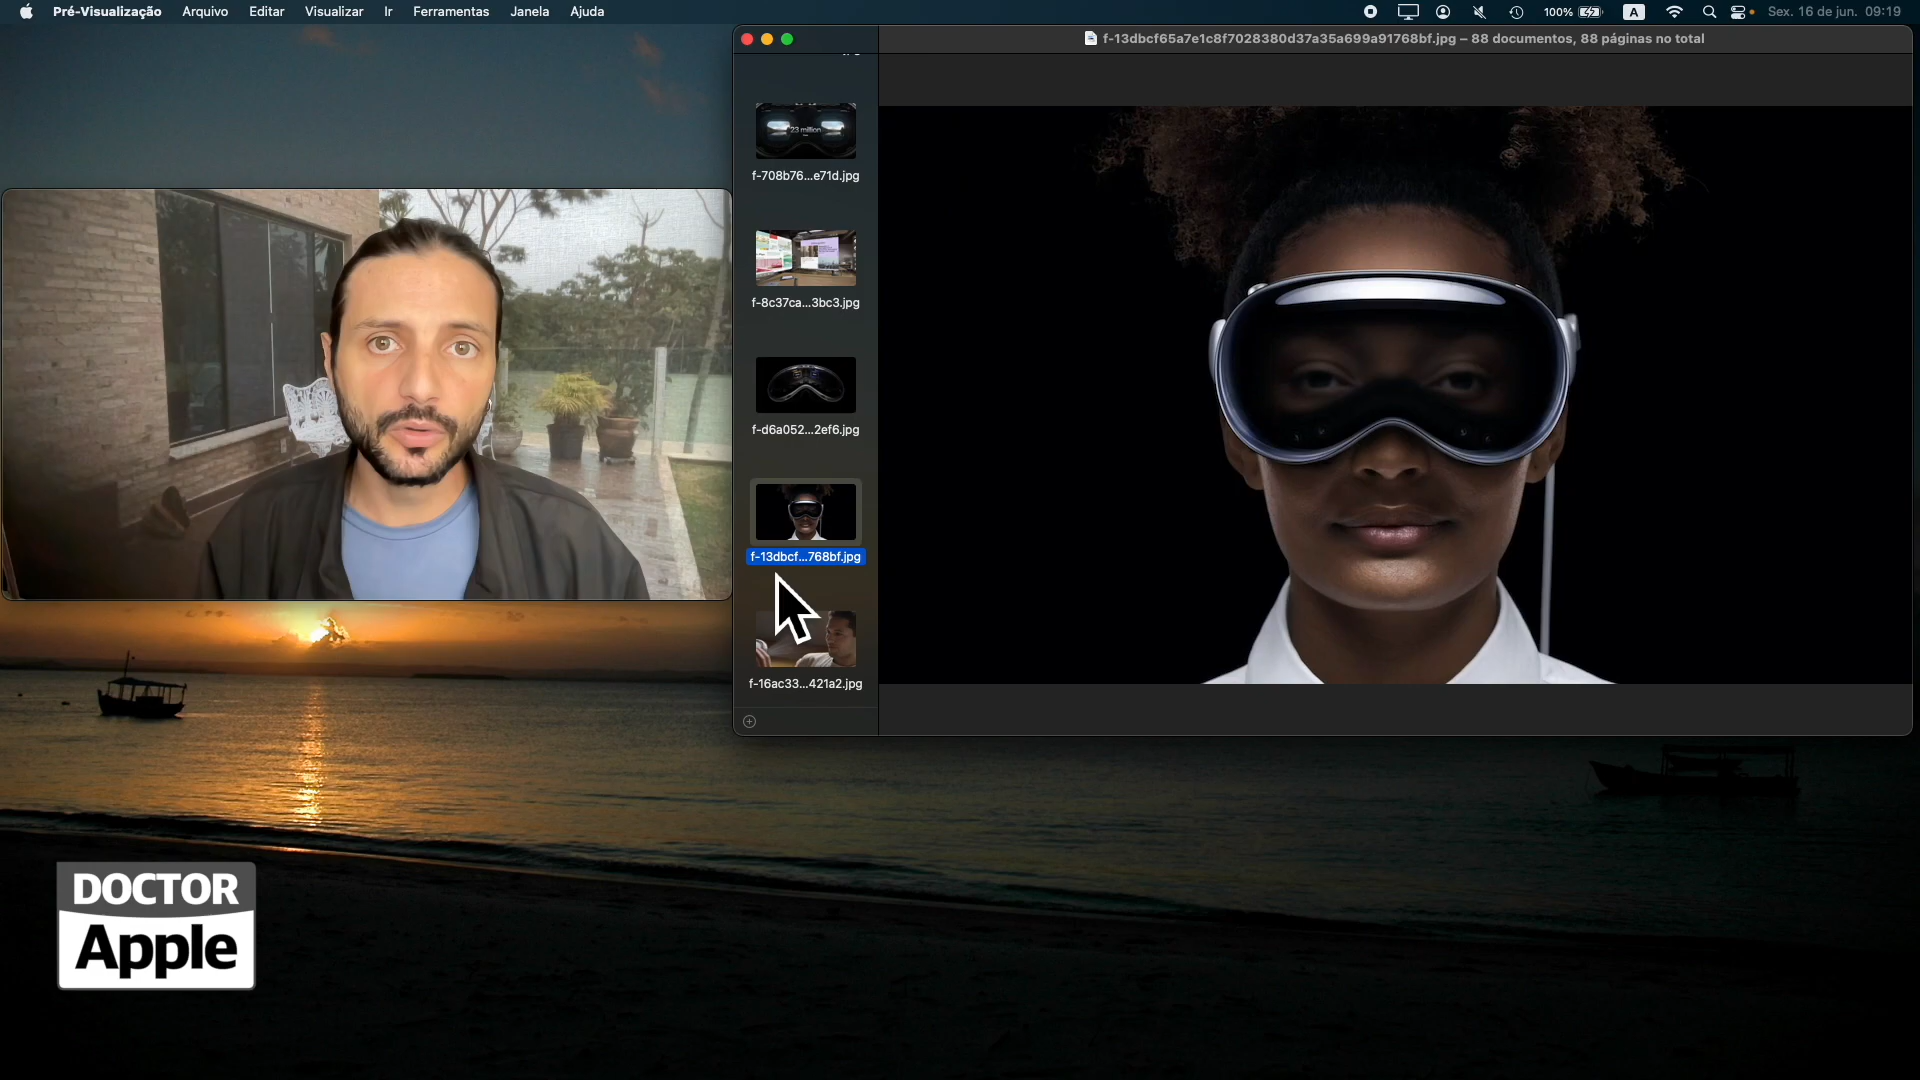 Pré-Visualização Arquivo Editar Visualizar Ir Ferramentas Janela Ajuda 100% A Sex. 16 de jun. 09:19
f-13dbcf65a7e1c8f7028380d37a35a699a91768bf.jpg – 88 documentos, 88 páginas no total
23 million
f-708b76...e71d.jpg
f-8c37ca...3bc3.jpg
f-d6a052...2ef6.jpg
f-13dbcf...768bf.jpg
f-16ac33...421a2.jpg
DOCTOR
Apple